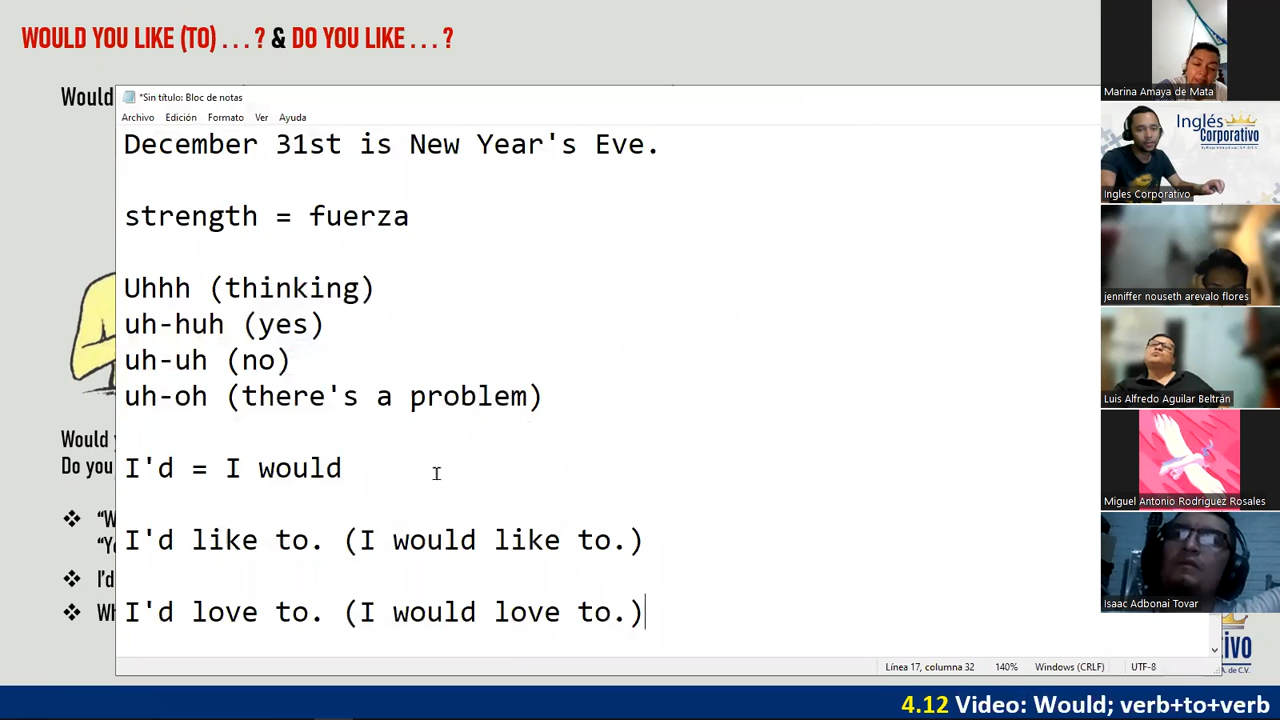 WOULD YOU LIKE (TO) . . . ? & DO YOU LIKE . . . ?
Would
*Sin título: Bloc de notas
Archivo Edición Formato Ver Ayuda
December 31st is New Year's Eve.
strength = fuerza
Uhhh (thinking)
uh-huh (yes)
uh-uh (no)
uh-oh (there's a problem)
I'd = I would
I'd like to. (I would like to.)
I'd love to. (I would love to.)
Would
Do you
I'd
Línea 17, columna 32 140% Windows (CRLF) UTF-8
Marina Amaya de Mata
Inglés
Corporativo
Ingles Corporativo
jenniffer nouseth arevalo flores
Luis Alfredo Aguilar Beltrán
Miguel Antonio Rodriguez Rosales
Isaac Adbonai Tovar
4.12 Video: Would; verb+to+verb